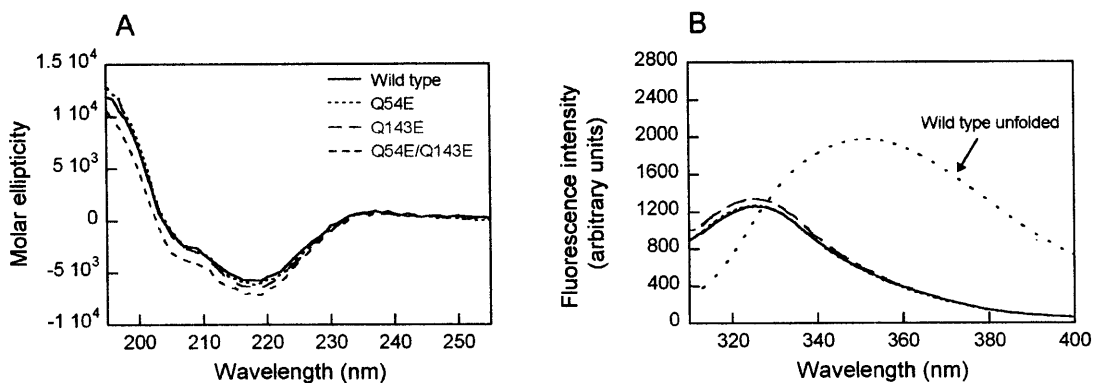 A
1.5 10⁴
1 10⁴
5 10³
0
-5 10³
-1 10⁴
Molar ellipticity
200 210 220 230 240 250
Wavelength (nm)
Wild type
Q54E
Q143E
Q54E/Q143E
B
2800
2400
2000
1600
1200
800
400
0
Fluorescence intensity
(arbitrary units)
320 340 360 380 400
Wavelength (nm)
Wild type unfolded